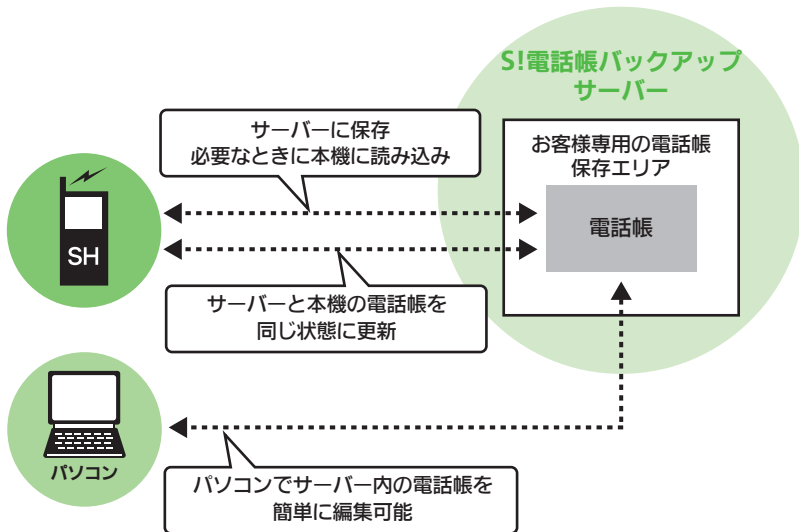 S!電話帳バックアップ
サーバー
サーバーに保存
必要なときに本機に読み込み
お客様専用の電話帳
保存エリア
電話帳
SH
サーバーと本機の電話帳を
同じ状態に更新
パソコン
パソコンでサーバー内の電話帳を
簡単に編集可能